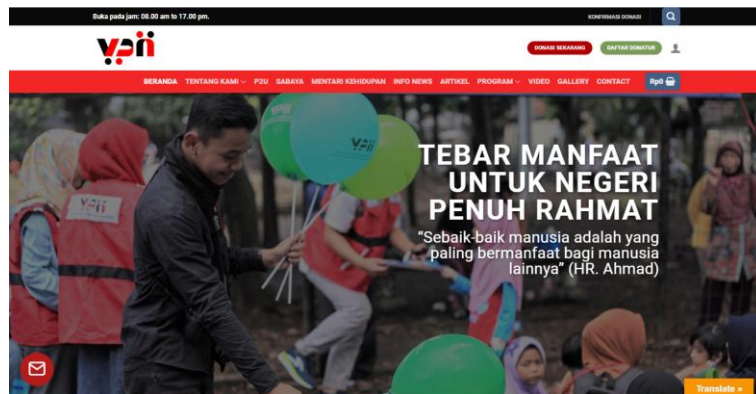 Buka pada jam: 08.00 am to 17.00 pm.
KONFIRMASI DONASI
DONASI SEKARANG
DAFTAR DONATUR
BERANDA TENTANG KAMI P2U SABAYA MENTARI KEHIDUPAN INFO NEWS ARTIKEL PROGRAM VIDEO GALLERY CONTACT Rp0
TEBAR MANFAAT
UNTUK NEGERI
PENUH RAHMAT
“Sebaik-baik manusia adalah yang
paling bermanfaat bagi manusia
lainnya” (HR. Ahmad)
Translate »